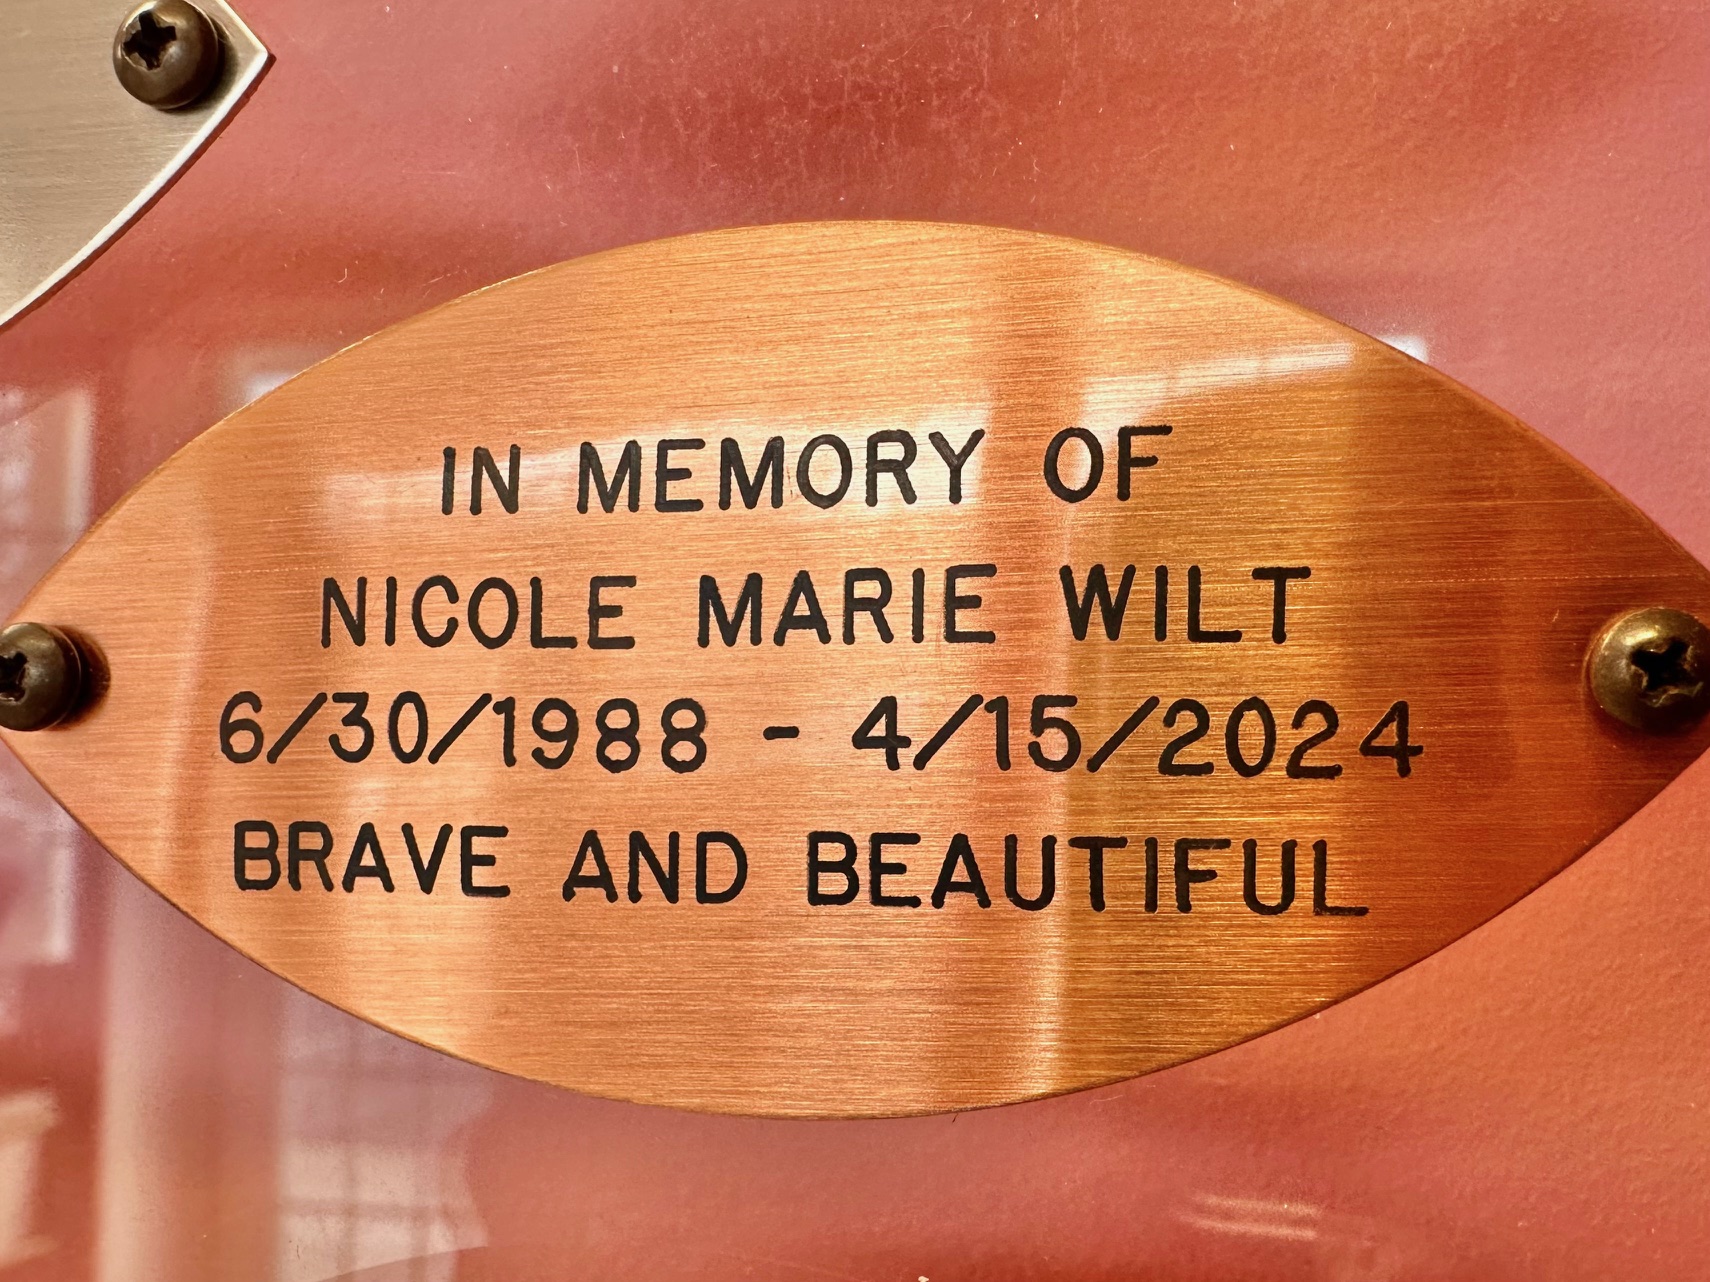 IN MEMORY OF
NICOLE MARIE WILT
6/30/1988 - 4/15/2024
BRAVE AND BEAUTIFUL